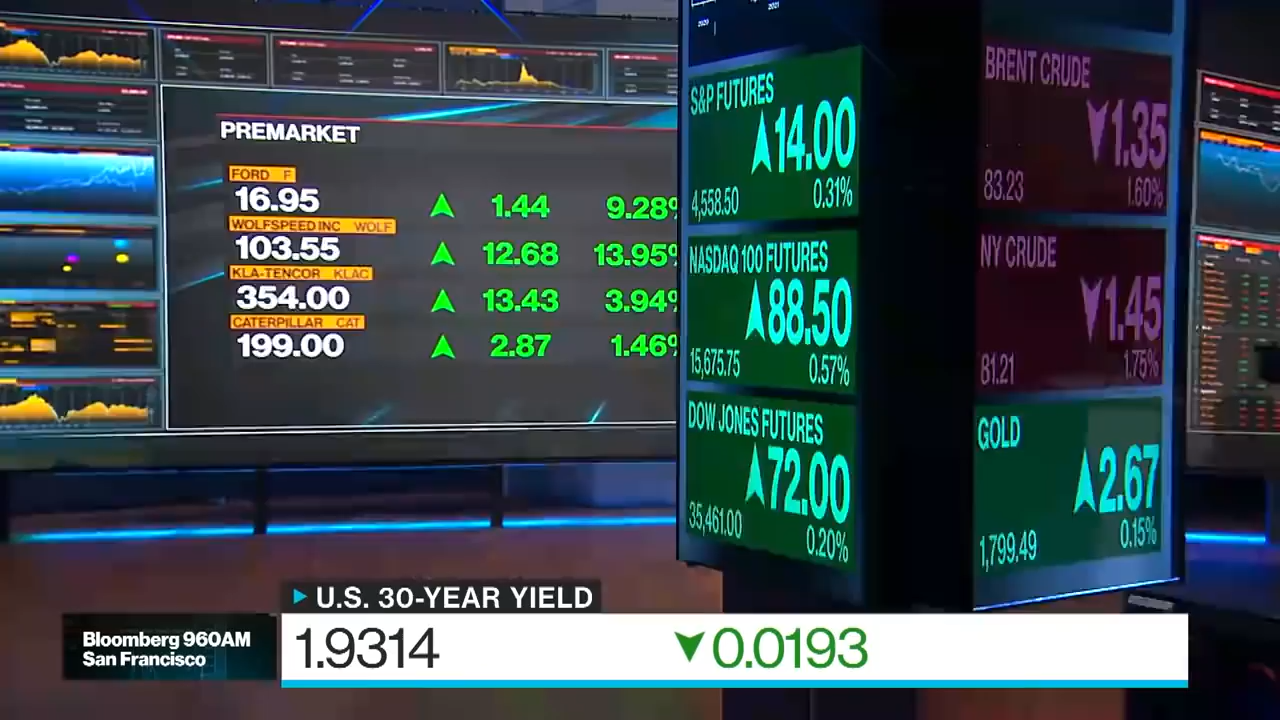 PREMARKET
FORD F
16.95 ▲ 1.44 9.28%
WOLFSPEED INC WOLF
103.55 ▲ 12.68 13.95%
KLA-TENCOR KLAC
354.00 ▲ 13.43 3.94%
CATERPILLAR CAT
199.00 ▲ 2.87 1.46%
2020
2021
S&P FUTURES
▲14.00
4,558.50 0.31%
NASDAQ 100 FUTURES
▲88.50
15,675.75 0.57%
DOW JONES FUTURES
▲72.00
35,461.00 0.20%
BRENT CRUDE
▼1.35
83.23 1.60%
NY CRUDE
▼1.45
81.21 1.75%
GOLD
▲2.67
1,799.49 0.15%
U.S. 30-YEAR YIELD
Bloomberg 960AM
San Francisco
1.9314 ▼0.0193